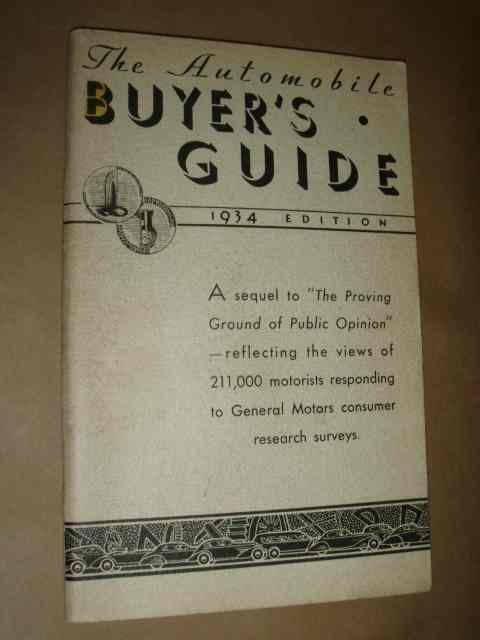 The Automobile
BUYER'S •
GUIDE
1934 EDITION
A sequel to "The Proving
Ground of Public Opinion"
—reflecting the views of
211,000 motorists responding
to General Motors consumer
research surveys.